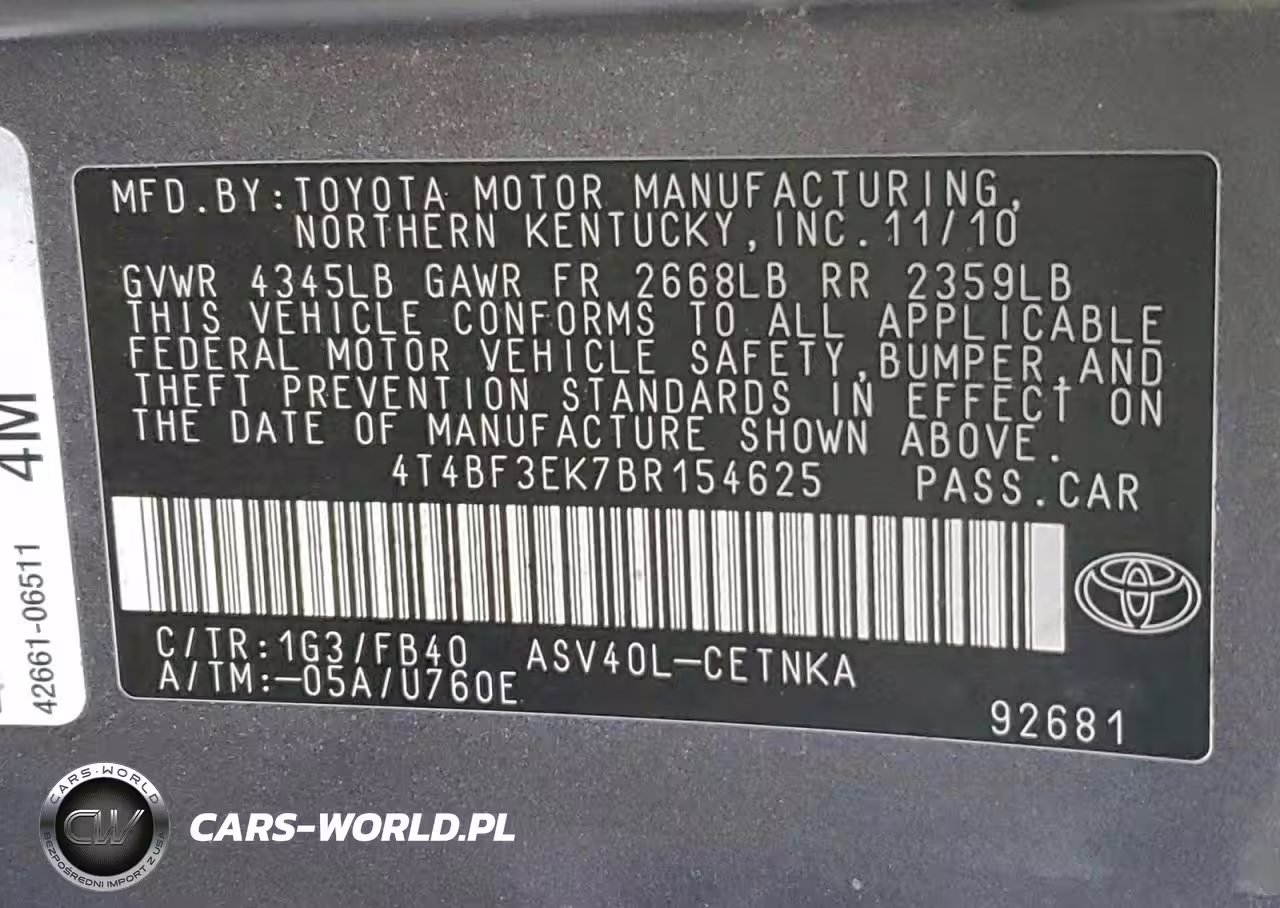 MFD.BY:TOYOTA MOTOR MANUFACTURING,
NORTHERN KENTUCKY,INC.11/10
GVWR 4345LB GAWR FR 2668LB RR 2359LB
THIS VEHICLE CONFORMS TO ALL APPLICABLE
FEDERAL MOTOR VEHICLE SAFETY,BUMPER,AND
THEFT PREVENTION STANDARDS IN EFFECT ON
THE DATE OF MANUFACTURE SHOWN ABOVE.
4T4BF3EK7BR154625 PASS.CAR
C/TR:1G3/FB40 ASV40L-CETNKA
A/TM:-05A/U760E
92681
4M
42661-06511
CARS-WORLD
CW
BEZPOŚREDNI IMPORT Z USA
CARS-WORLD.PL